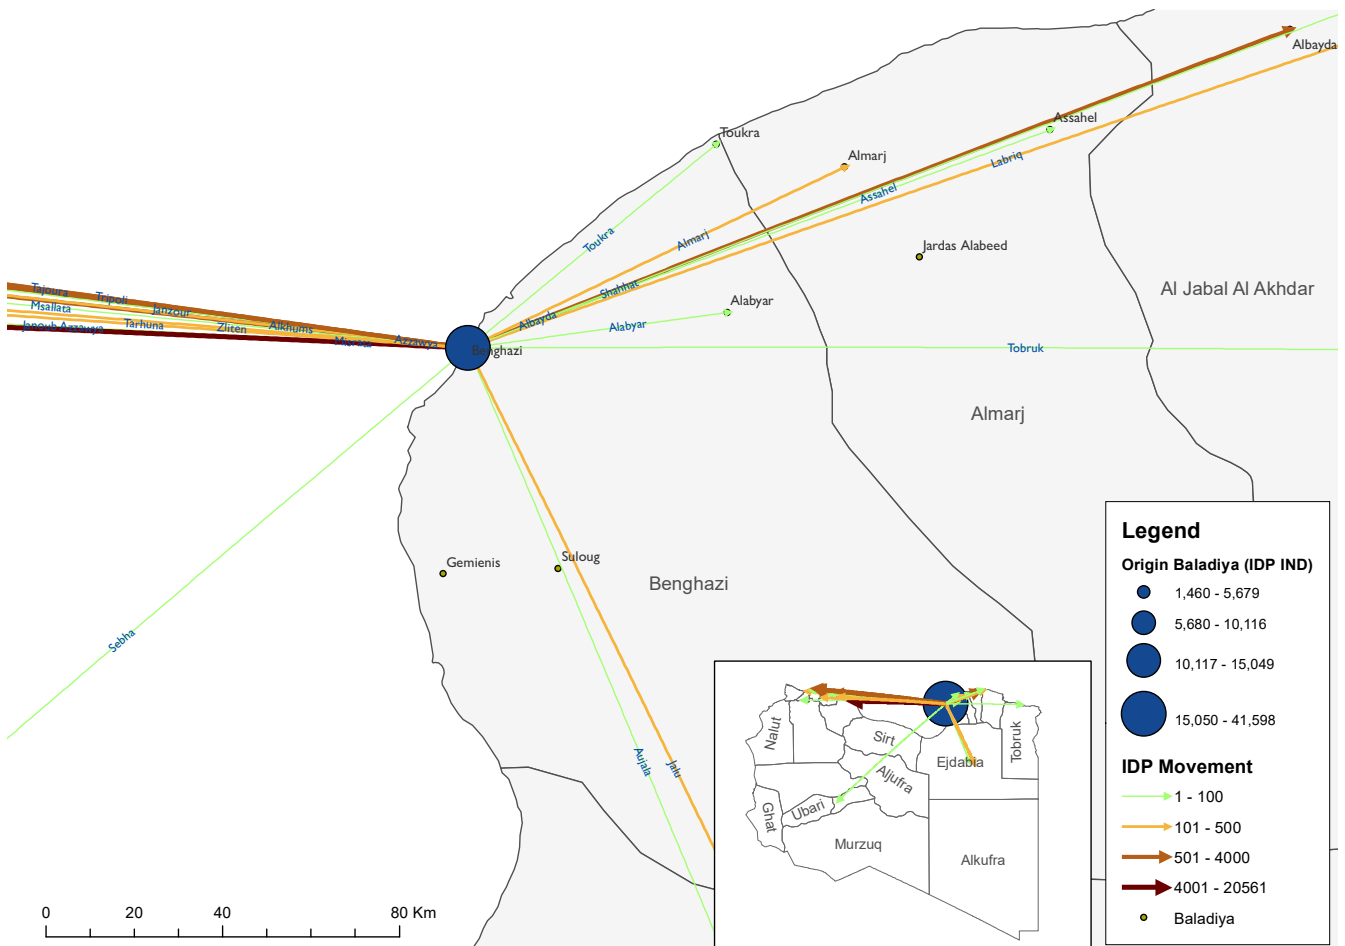 Albayda
Assahel
Toukra
Almarj
Labriq
Assahel
Toukra
Almarj
Jardas Alabeed
Al Jabal Al Akhdar
Shahhat
Alabyar
Albayda
Alabyar
Tajoura
Tripoli
Janzour
Msallata
Tarhuna
Zliten
Alkhums
Janoub Azzawya
Misrata
Azzawya
Benghazi
Tobruk
Almarj
Gemienis
Suloug
Benghazi
Sebha
Aujala
Jalu
Legend
Origin Baladiya (IDP IND)
1,460 - 5,679
5,680 - 10,116
10,117 - 15,049
15,050 - 41,598
IDP Movement
1 - 100
101 - 500
501 - 4000
4001 - 20561
Baladiya
Nalut
Sirt
Tobruk
Ejdabia
Aljufra
Ghat
Ubari
Murzuq
Alkufra
0 20 40 80 Km